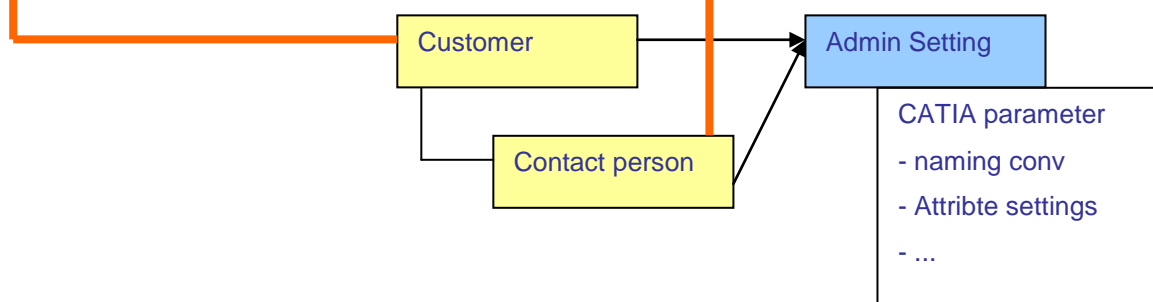 Customer
Admin Setting
Contact person
CATIA parameter
- naming conv
- Attribte settings
- ...